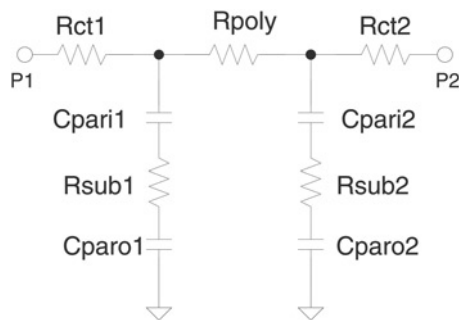 Rct1 Rpoly Rct2
P1 P2
Cpari1 Cpari2
Rsub1 Rsub2
Cparo1 Cparo2